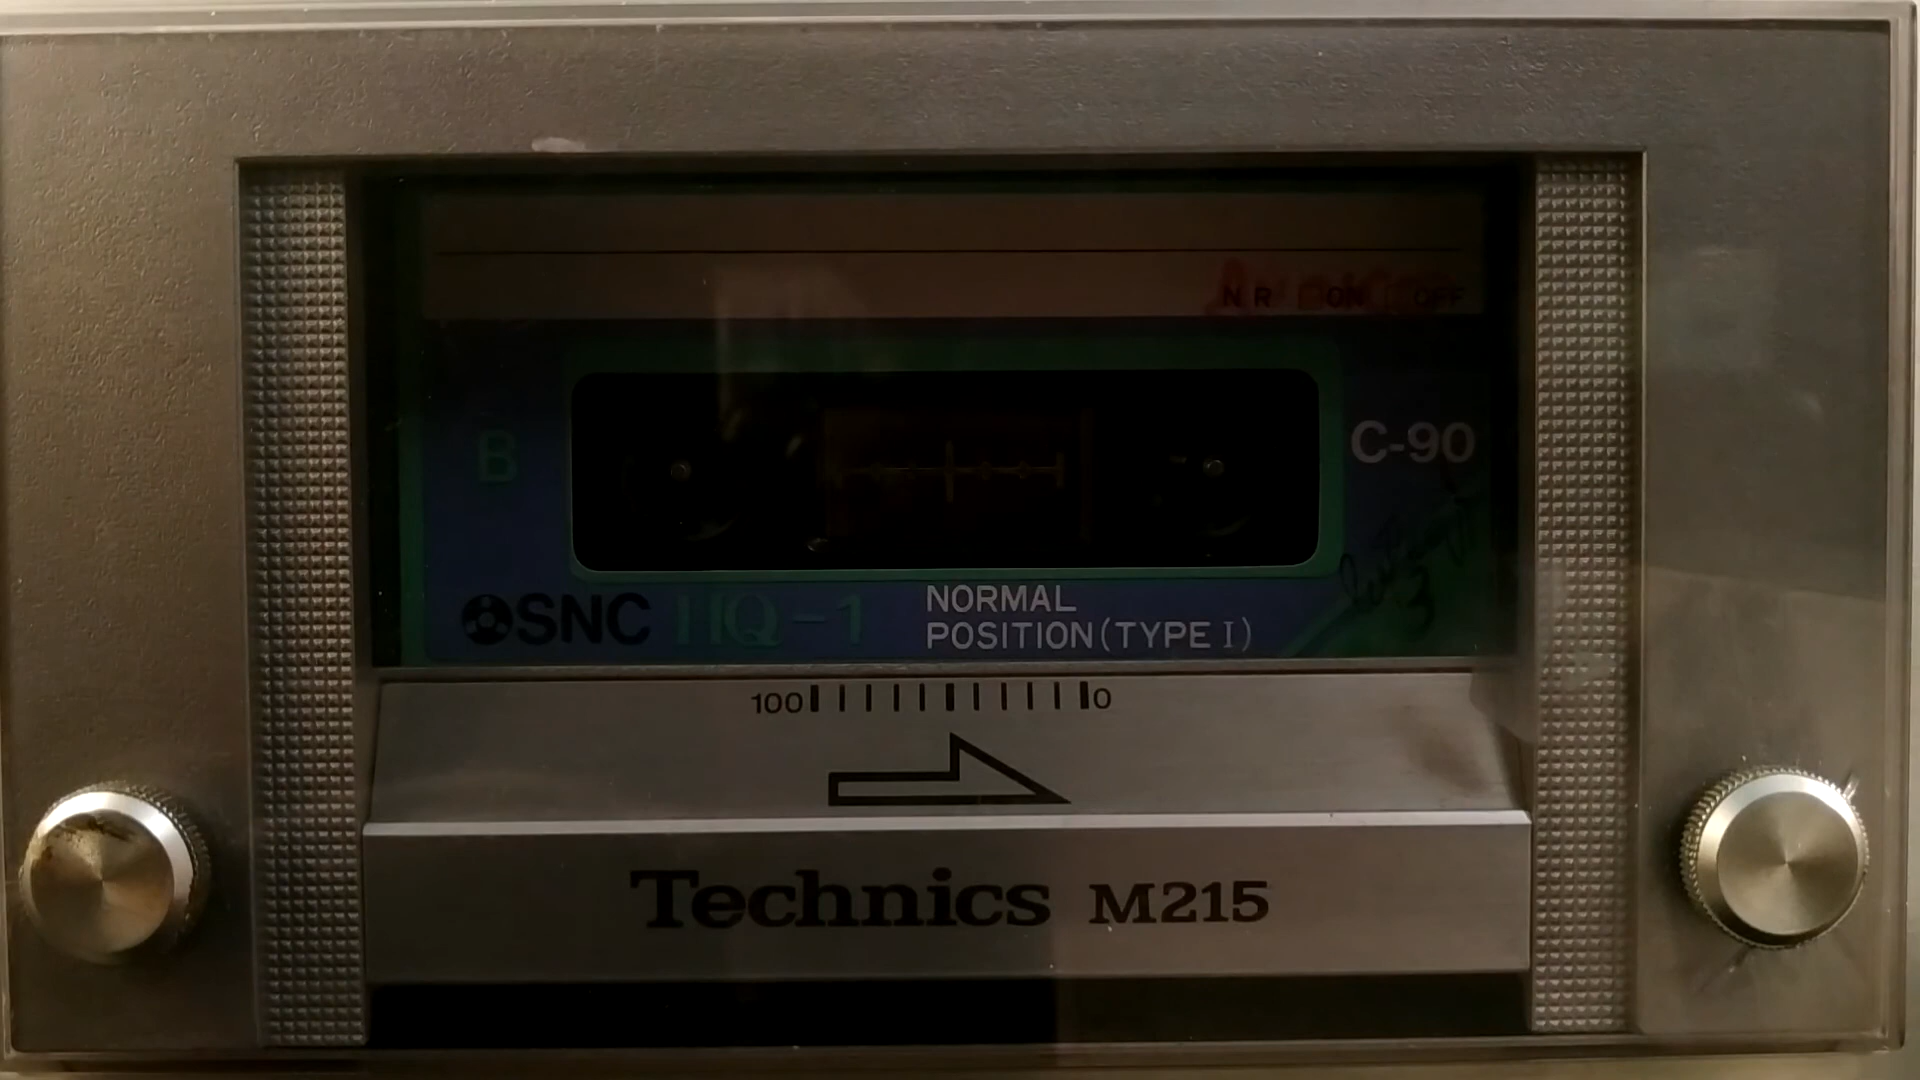 N R ON OFF
B
C-90
SNC HQ-1
NORMAL
POSITION (TYPE I)
100 0
Technics M215